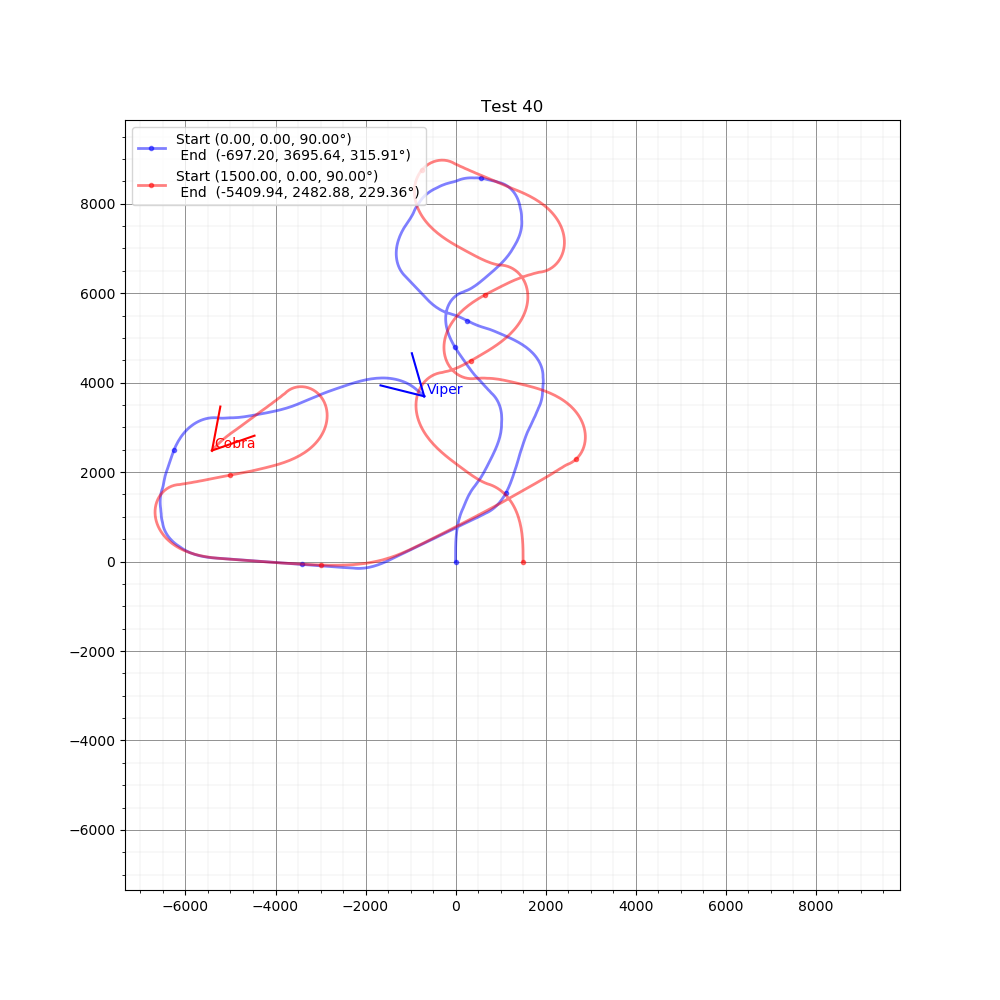 Test 40
Start (0.00, 0.00, 90.00°)
End  (-697.20, 3695.64, 315.91°)
Start (1500.00, 0.00, 90.00°)
End  (-5409.94, 2482.88, 229.36°)
8000
6000
4000
2000
0
−2000
−4000
−6000
Viper
Cobra
−6000 −4000 −2000 0 2000 4000 6000 8000